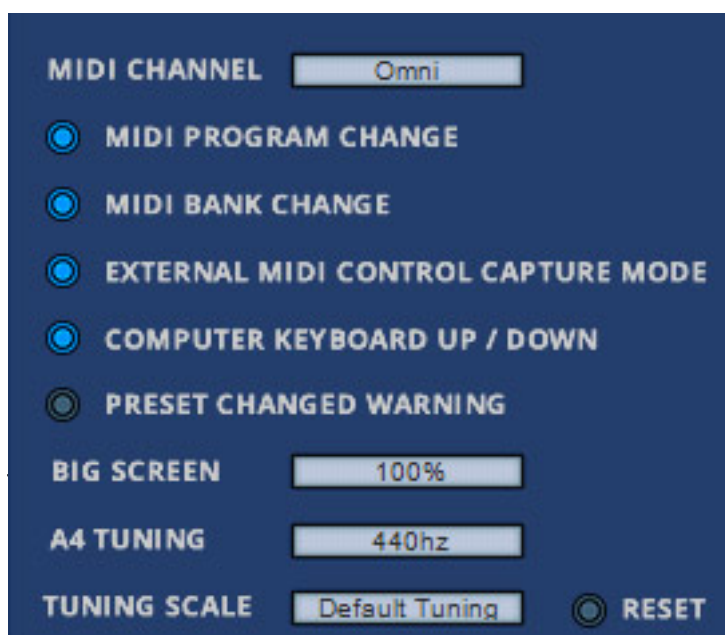 MIDI CHANNEL Omni
MIDI PROGRAM CHANGE
MIDI BANK CHANGE
EXTERNAL MIDI CONTROL CAPTURE MODE
COMPUTER KEYBOARD UP / DOWN
PRESET CHANGED WARNING
BIG SCREEN 100%
A4 TUNING 440hz
TUNING SCALE Default Tuning RESET